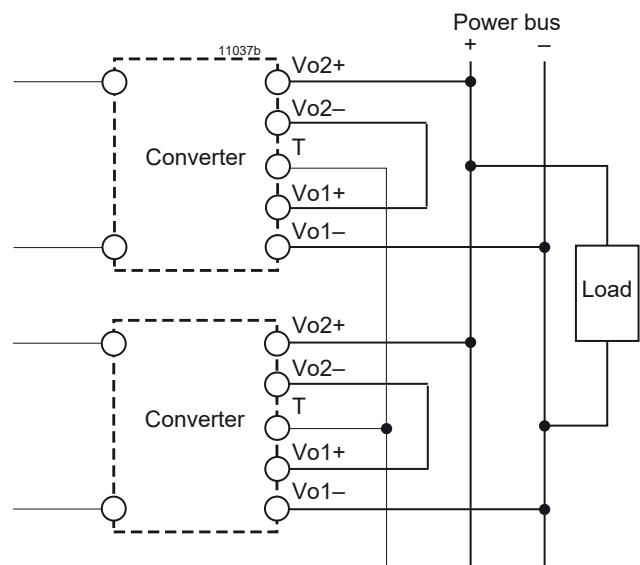 Power bus
+ –
11037b
Vo2+
Vo2–
Converter
T
Vo1+
Vo1–
Load
Vo2+
Vo2–
Converter
T
Vo1+
Vo1–